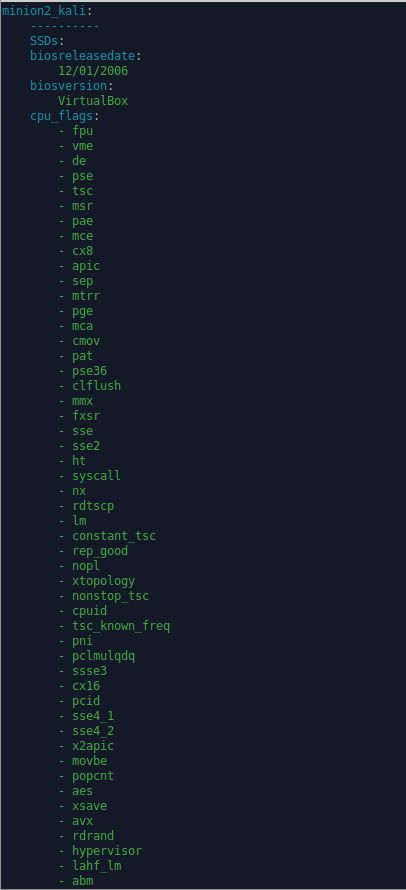 minion2_kali:
    ----------
    SSDs:
    biosreleasedate:
        12/01/2006
    biosversion:
        VirtualBox
    cpu_flags:
        - fpu
        - vme
        - de
        - pse
        - tsc
        - msr
        - pae
        - mce
        - cx8
        - apic
        - sep
        - mtrr
        - pge
        - mca
        - cmov
        - pat
        - pse36
        - clflush
        - mmx
        - fxsr
        - sse
        - sse2
        - ht
        - syscall
        - nx
        - rdtscp
        - lm
        - constant_tsc
        - rep_good
        - nopl
        - xtopology
        - nonstop_tsc
        - cpuid
        - tsc_known_freq
        - pni
        - pclmulqdq
        - ssse3
        - cx16
        - pcid
        - sse4_1
        - sse4_2
        - x2apic
        - movbe
        - popcnt
        - aes
        - xsave
        - avx
        - rdrand
        - hypervisor
        - lahf_lm
        - abm